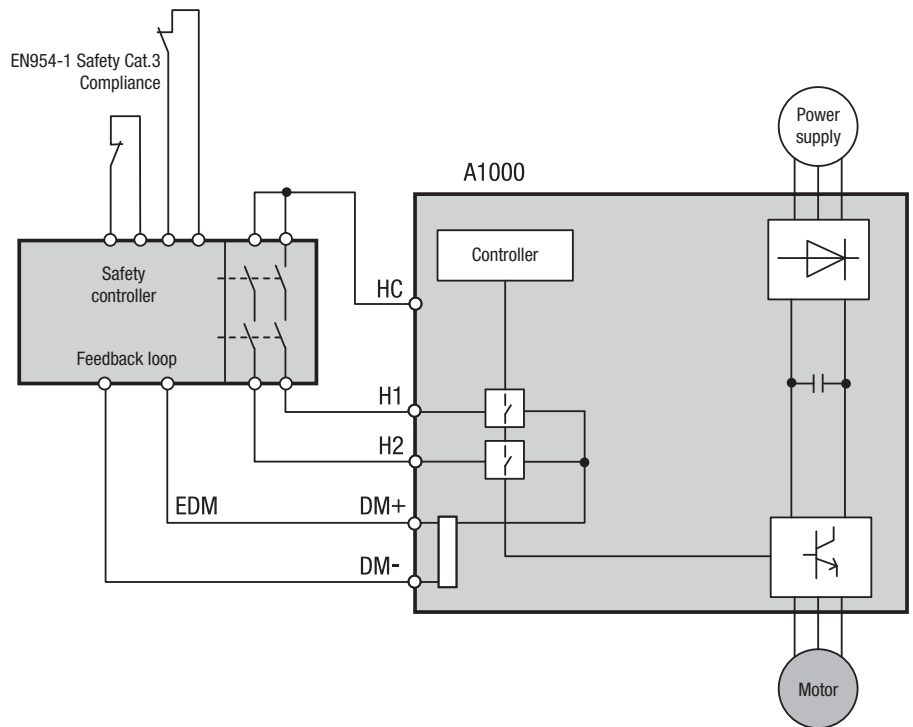 EN954-1 Safety Cat.3
Compliance
Power
supply
A1000
Safety
controller
Controller
HC
Feedback loop
H1
H2
EDM
DM+
DM-
Motor